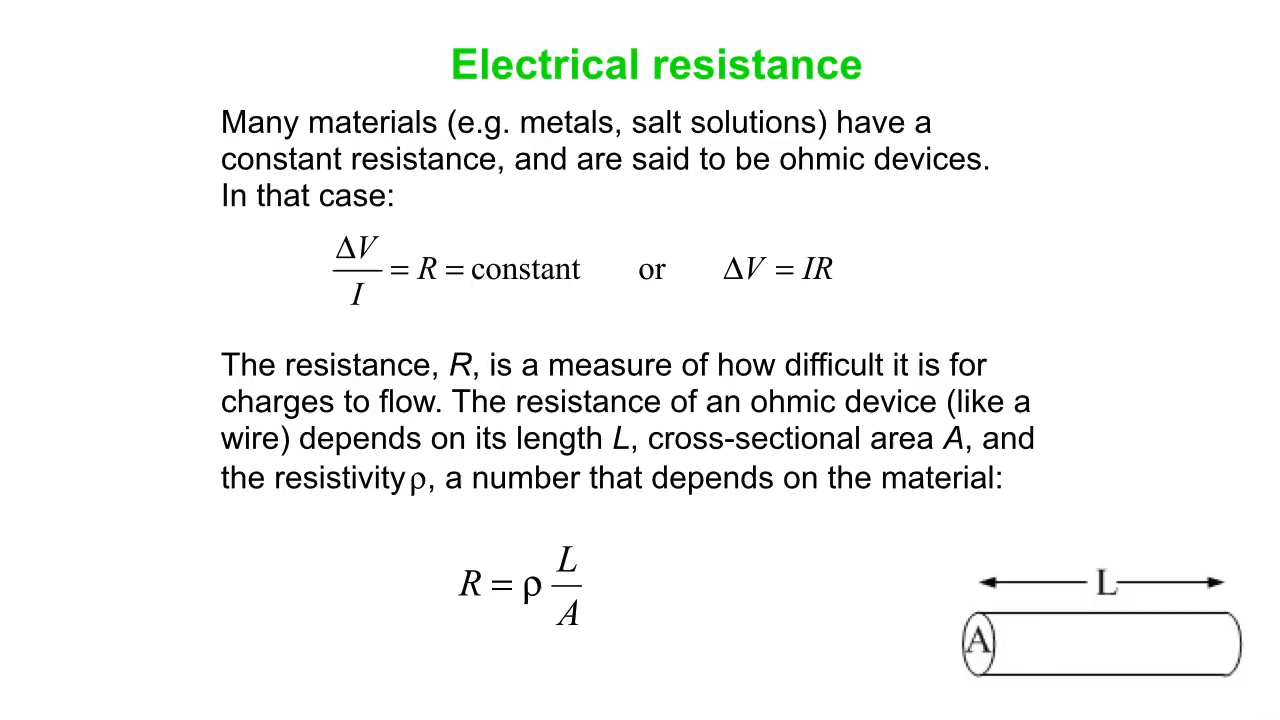 Electrical resistance
Many materials (e.g. metals, salt solutions) have a
constant resistance, and are said to be ohmic devices.
In that case:
ΔV/I = R = constant or ΔV = IR
The resistance, R, is a measure of how difficult it is for
charges to flow. The resistance of an ohmic device (like a
wire) depends on its length L, cross-sectional area A, and
the resistivity ρ, a number that depends on the material:
R = ρ L/A
L
A